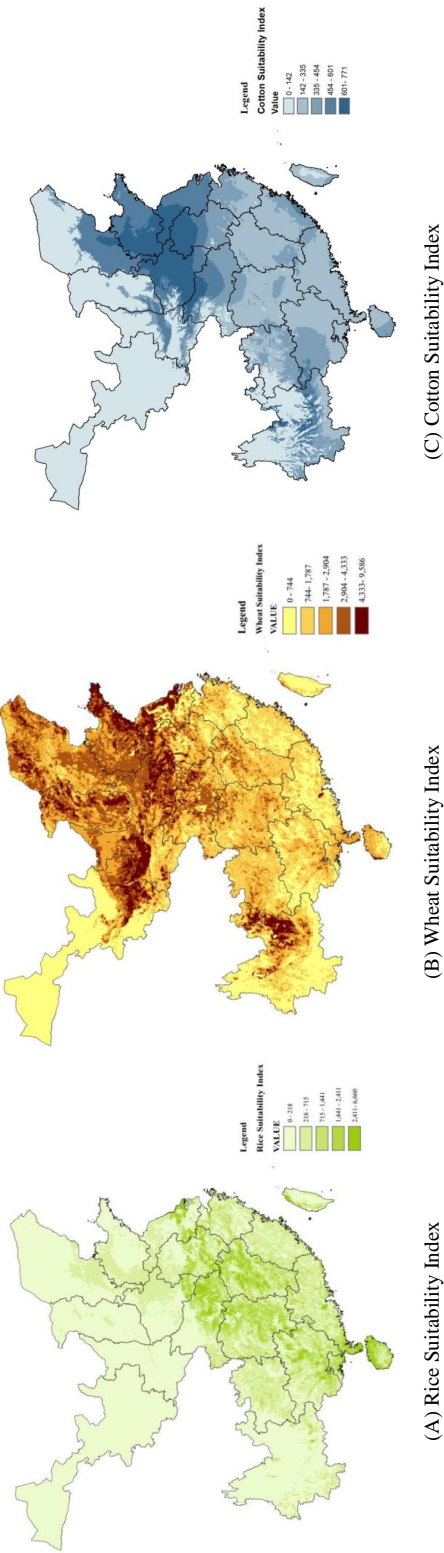 Legend
Rice Suitability Index
VALUE
0 - 218
218 - 715
715 - 1,441
1,441 - 2,411
2,411- 6,660
(A) Rice Suitability Index
Legend
Wheat Suitability Index
VALUE
0 - 744
744- 1,787
1,787 - 2,904
2,904 - 4,333
4,333- 9,586
(B) Wheat Suitability Index
Legend
Cotton Suitability Index
Value
0 - 142
142 - 335
335 - 454
454 - 601
601- 771
(C) Cotton Suitability Index